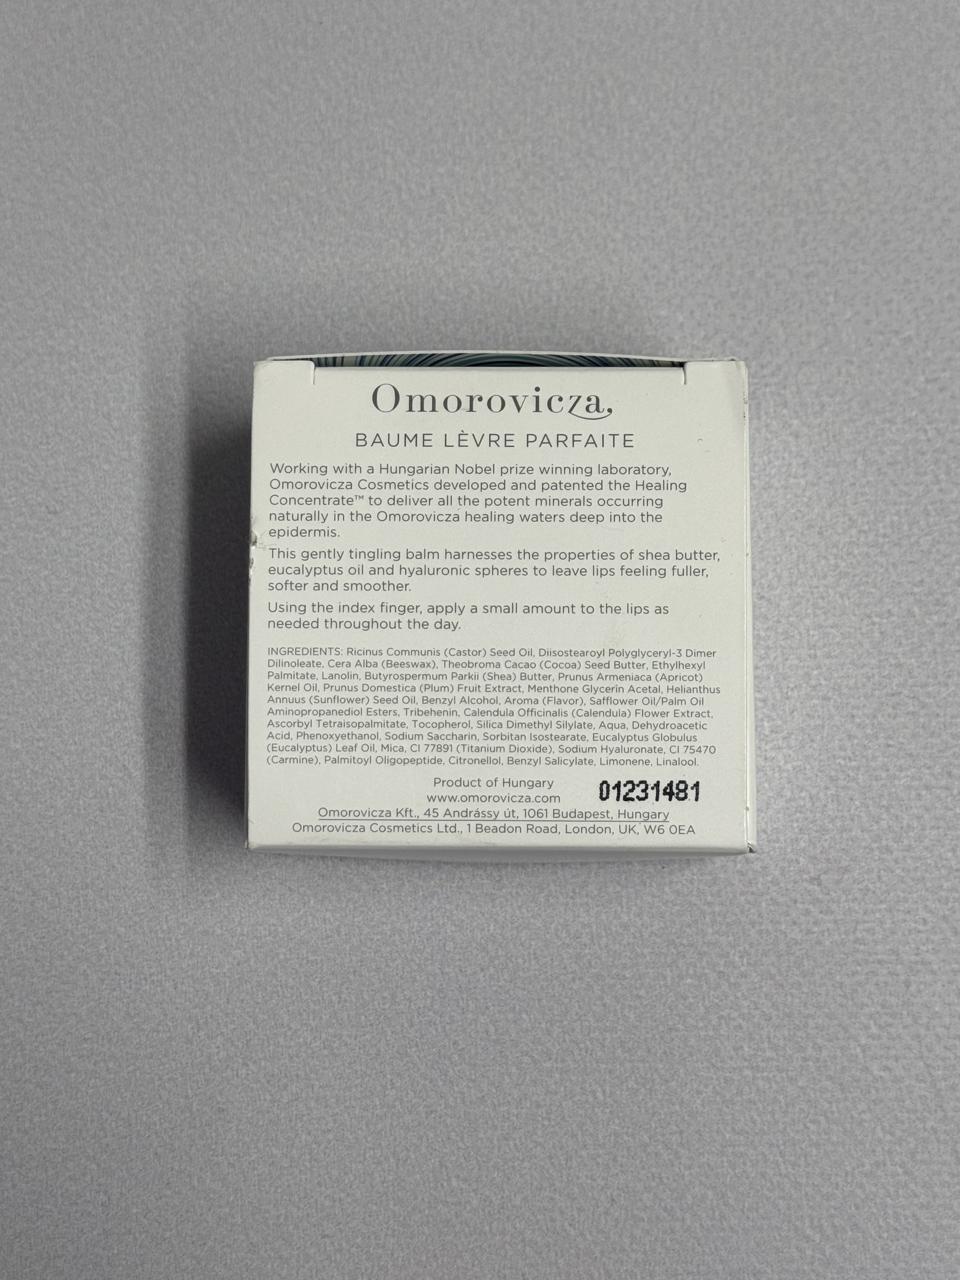 Omorovicza
BAUME LÈVRE PARFAITE
Working with a Hungarian Nobel prize winning laboratory,
Omorovicza Cosmetics developed and patented the Healing
Concentrate™ to deliver all the potent minerals occurring
naturally in the Omorovicza healing waters deep into the
epidermis.
This gently tingling balm harnesses the properties of shea butter,
eucalyptus oil and hyaluronic spheres to leave lips feeling fuller,
softer and smoother.
Using the index finger, apply a small amount to the lips as
needed throughout the day.
INGREDIENTS: Ricinus Communis (Castor) Seed Oil, Diisostearoyl Polyglyceryl-3 Dimer
Dilinoleate, Cera Alba (Beeswax), Theobroma Cacao (Cocoa) Seed Butter, Ethylhexyl
Palmitate, Lanolin, Butyrospermum Parkii (Shea) Butter, Prunus Armeniaca (Apricot)
Kernel Oil, Prunus Domestica (Plum) Fruit Extract, Menthone Glycerin Acetal, Helianthus
Annuus (Sunflower) Seed Oil, Benzyl Alcohol, Aroma (Flavor), Safflower Oil/Palm Oil
Aminopropanediol Esters, Tribehenin, Calendula Officinalis (Calendula) Flower Extract,
Ascorbyl Tetraisopalmitate, Tocopherol, Silica Dimethyl Silylate, Aqua, Dehydroacetic
Acid, Phenoxyethanol, Sodium Saccharin, Sorbitan Isostearate, Eucalyptus Globulus
(Eucalyptus) Leaf Oil, Mica, CI 77891 (Titanium Dioxide), Sodium Hyaluronate, CI 75470
(Carmine), Palmitoyl Oligopeptide, Citronellol, Benzyl Salicylate, Limonene, Linalool.
Product of Hungary
www.omorovicza.com
01231481
Omorovicza Kft., 45 Andrássy út, 1061 Budapest, Hungary
Omorovicza Cosmetics Ltd., 1 Beadon Road, London, UK, W6 0EA